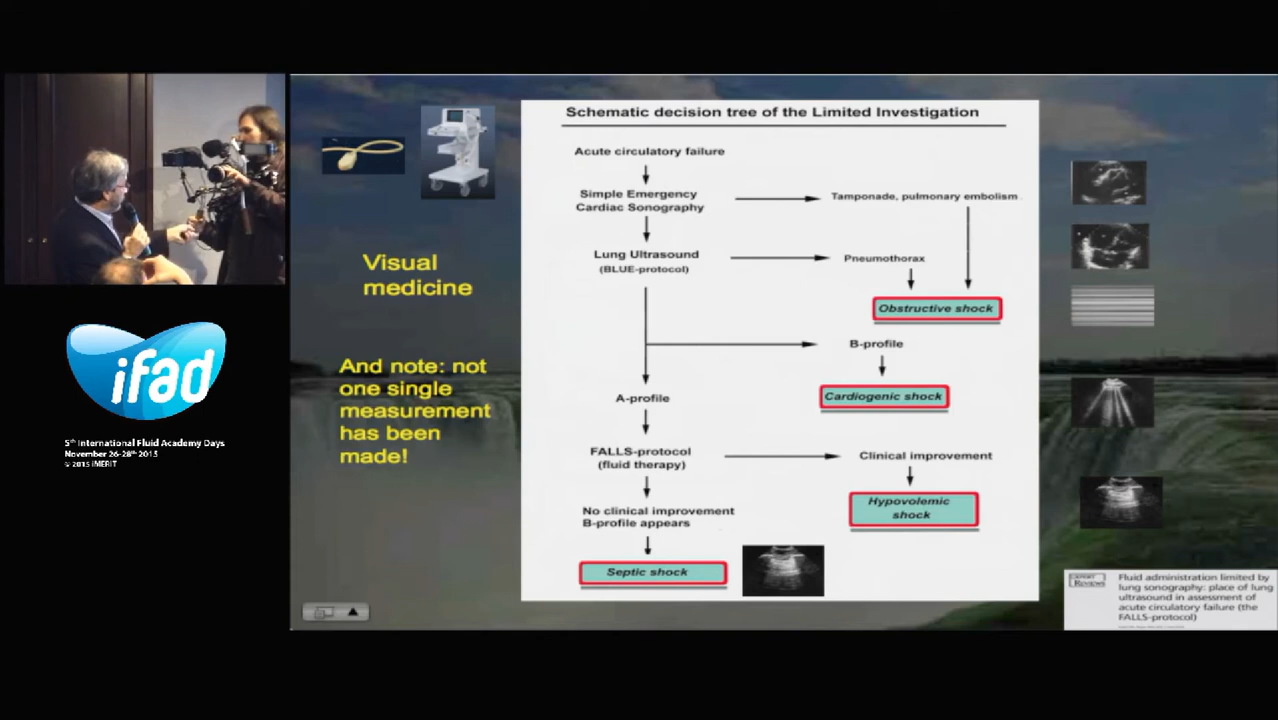 Schematic decision tree of the Limited Investigation
Acute circulatory failure
Simple Emergency
Cardiac Sonography
Tamponade, pulmonary embolism
Lung Ultrasound
(BLUE-protocol)
Pneumothorax
Obstructive shock
B-profile
Cardiogenic shock
A-profile
FALLS-protocol
(fluid therapy)
Clinical improvement
Hypovolemic
shock
No clinical improvement
B-profile appears
Septic shock
Visual
medicine
And note: not
one single
measurement
has been
made!
ifad
5th International Fluid Academy Days
November 26-28th 2015
© 2015 iMERiT
EXPERT
REVIEWS
Fluid administration limited by
lung sonography: place of lung
ultrasound in assessment of
acute circulatory failure (the
FALLS-protocol)